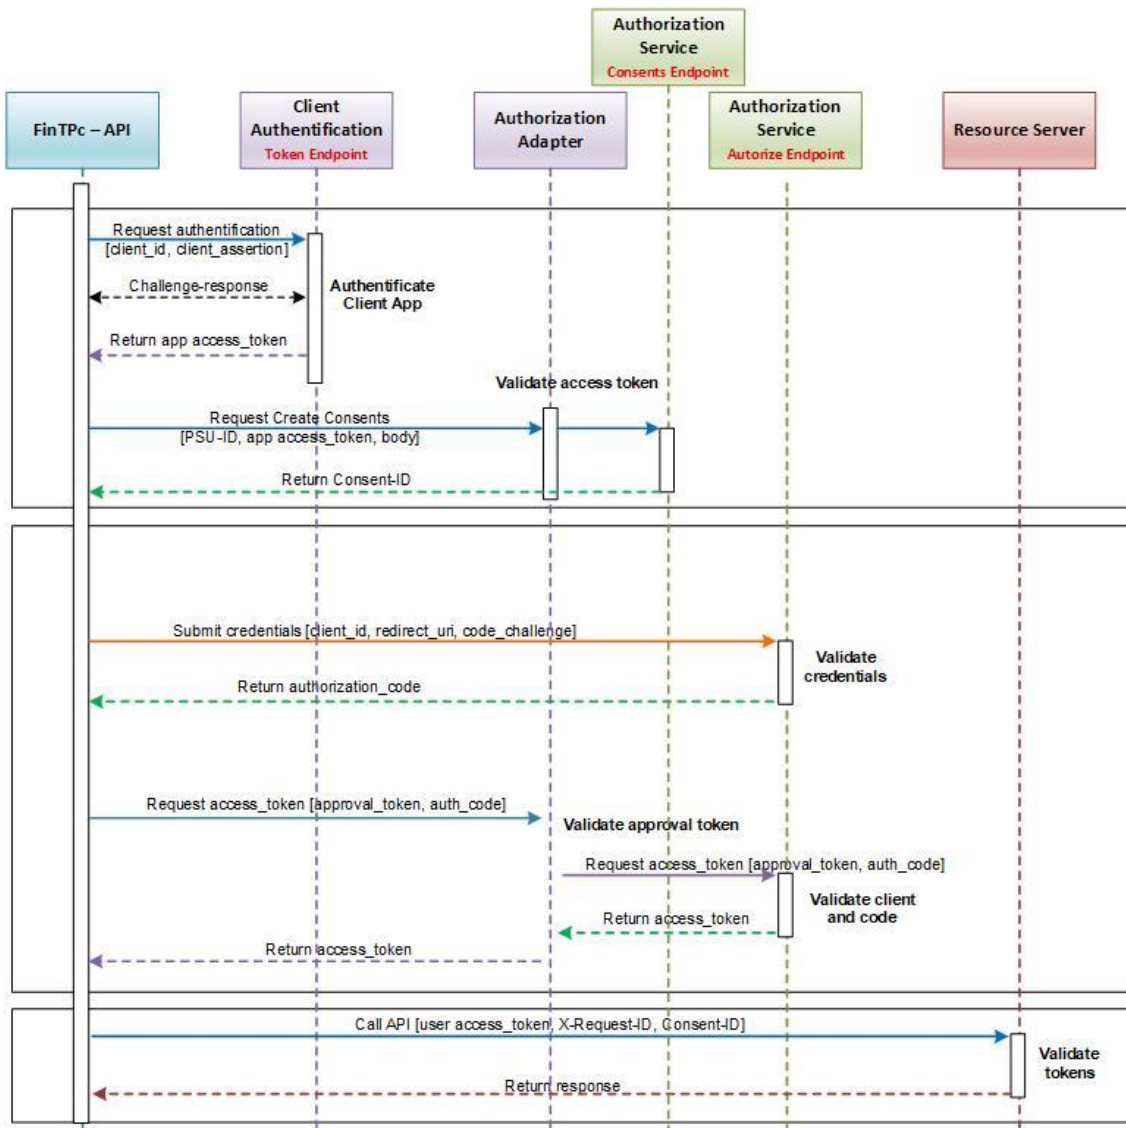 Authorization
Service
Consents Endpoint
FinTPc – API
Client
Authentification
Token Endpoint
Authorization
Adapter
Authorization
Service
Autorize Endpoint
Resource Server
Request authentification
[client_id, client_assertion]
Challenge-response
Authentificate
Client App
Return app access_token
Validate access token
Request Create Consents
[PSU-ID, app access_token, body]
Return Consent-ID
Submit credentials [client_id, redirect_uri, code_challenge]
Validate
credentials
Return authorization_code
Request access_token [approval_token, auth_code]
Validate approval token
Request access_token [approval_token, auth_code]
Validate client
and code
Return access_token
Return access_token
Call API [user access_token, X-Request-ID, Consent-ID]
Validate
tokens
Return response